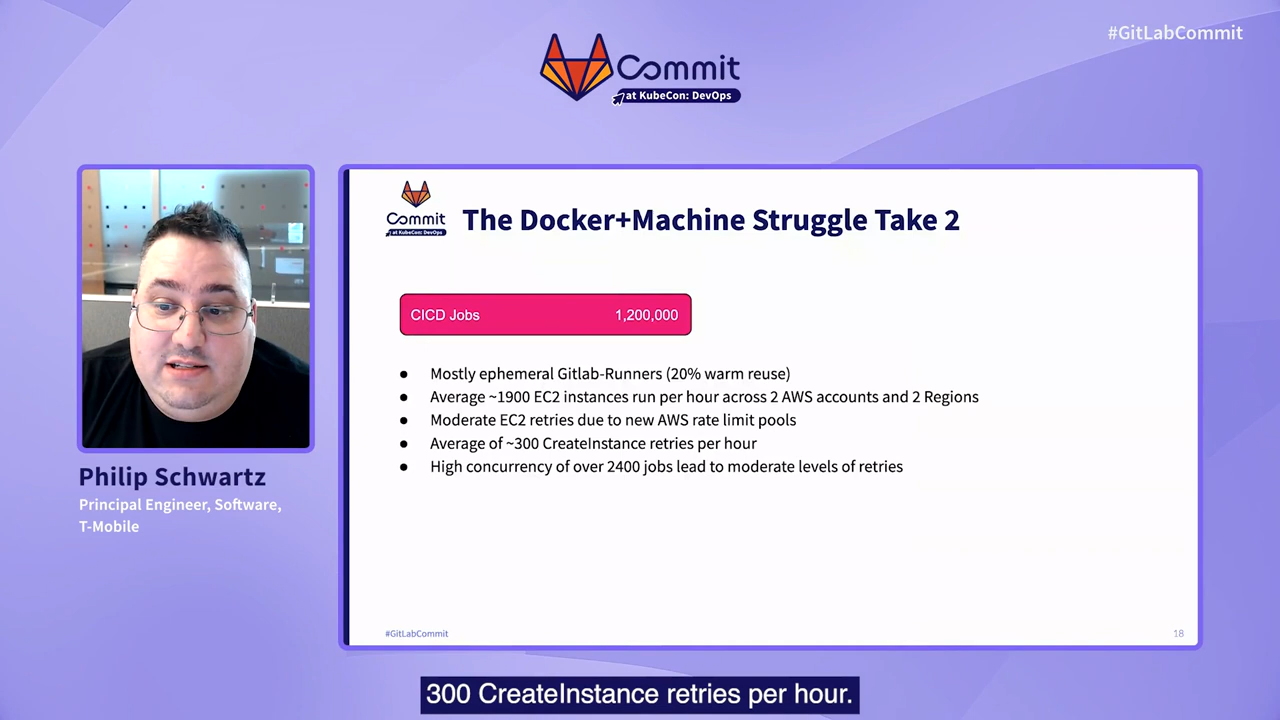 #GitLabCommit
Commit
at KubeCon: DevOps
Commit
at KubeCon: DevOps
The Docker+Machine Struggle Take 2
CICD Jobs 1,200,000
● Mostly ephemeral Gitlab-Runners (20% warm reuse)
● Average ~1900 EC2 instances run per hour across 2 AWS accounts and 2 Regions
● Moderate EC2 retries due to new AWS rate limit pools
● Average of ~300 CreateInstance retries per hour
● High concurrency of over 2400 jobs lead to moderate levels of retries
Philip Schwartz
Principal Engineer, Software,
T-Mobile
#GitLabCommit
18
300 CreateInstance retries per hour.